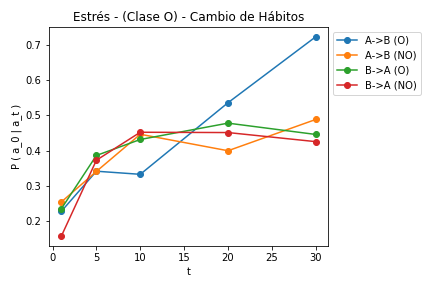 Estrés - (Clase O) - Cambio de Hábitos
A->B (O)
A->B (NO)
B->A (O)
B->A (NO)
P ( a_0 | a_t )
0.7
0.6
0.5
0.4
0.3
0.2
0 5 10 15 20 25 30
t